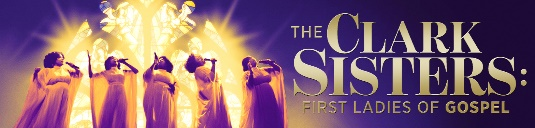 THE CLARK
SISTERS:
FIRST LADIES OF GOSPEL